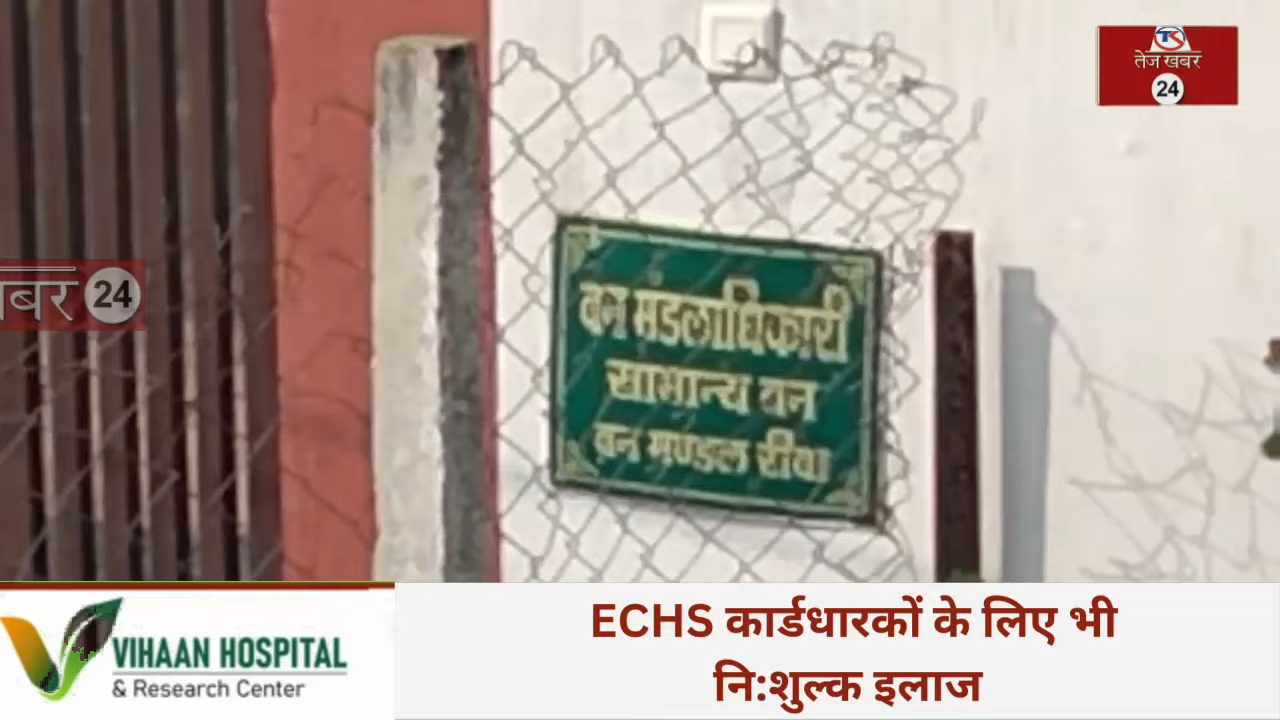 तेज खबर
24
बर 24
वन मंडलाधिकारी
सामान्य वन
वन मण्डल रीवा
VIHAAN HOSPITAL
& Research Center
ECHS कार्डधारकों के लिए भी
नि:शुल्क इलाज